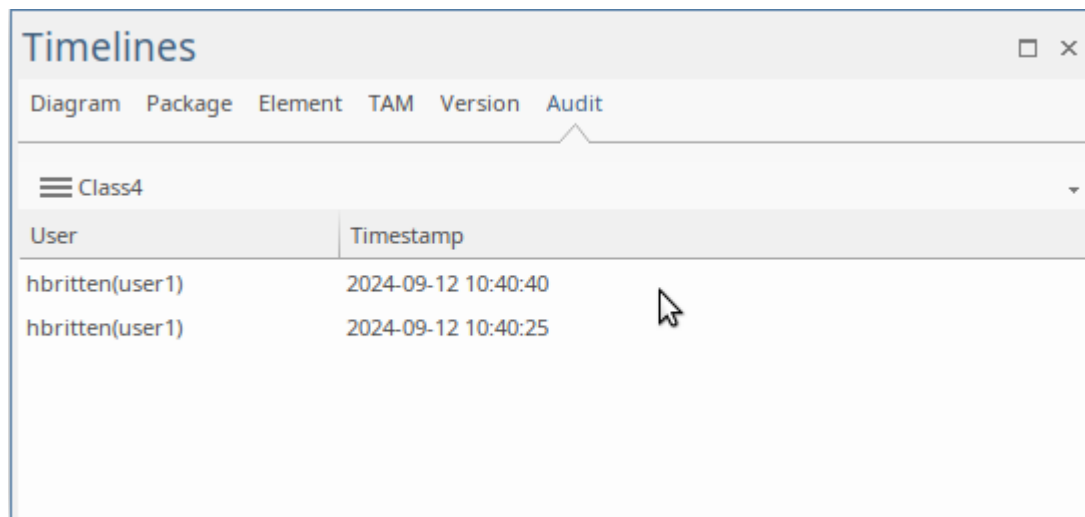 Timelines
Diagram Package Element TAM Version Audit
Class4
User Timestamp
hbritten(user1) 2024-09-12 10:40:40
hbritten(user1) 2024-09-12 10:40:25